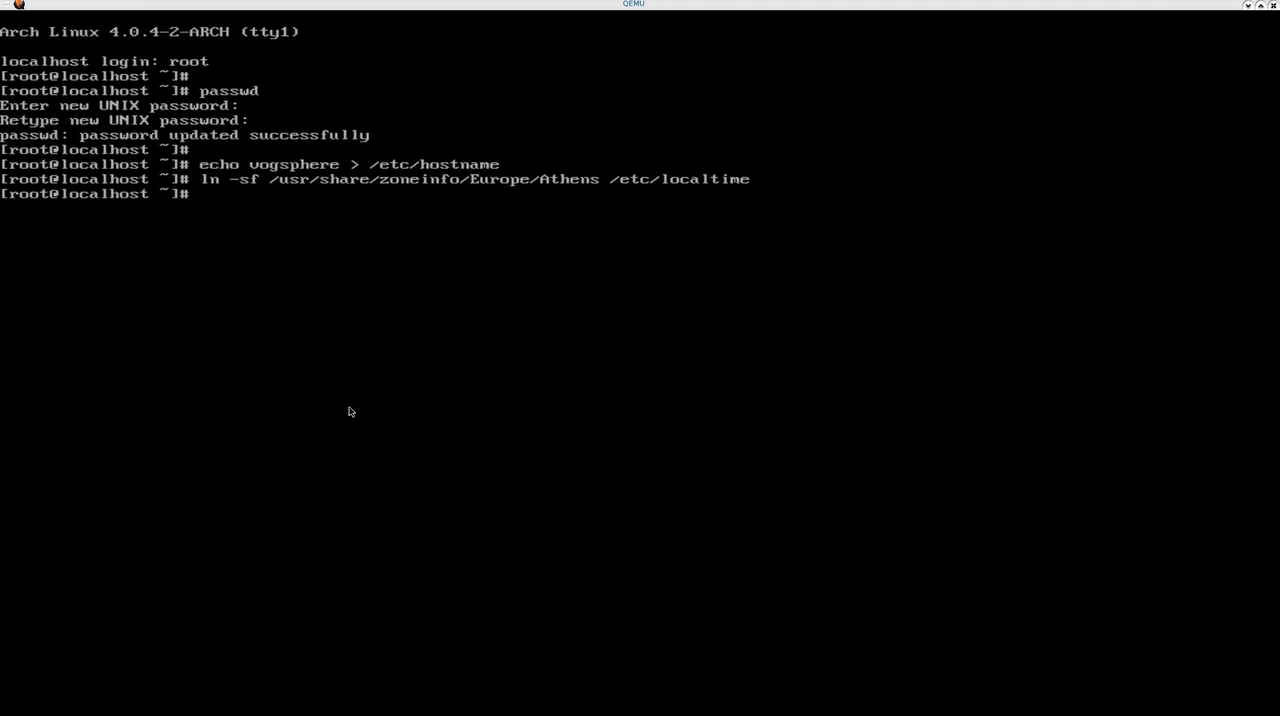 QEMU
Arch Linux 4.0.4-2-ARCH (tty1)
localhost login: root
[root@localhost ~]#
[root@localhost ~]# passwd
Enter new UNIX password:
Retype new UNIX password:
passwd: password updated successfully
[root@localhost ~]#
[root@localhost ~]# echo vogsphere > /etc/hostname
[root@localhost ~]# ln -sf /usr/share/zoneinfo/Europe/Athens /etc/localtime
[root@localhost ~]#